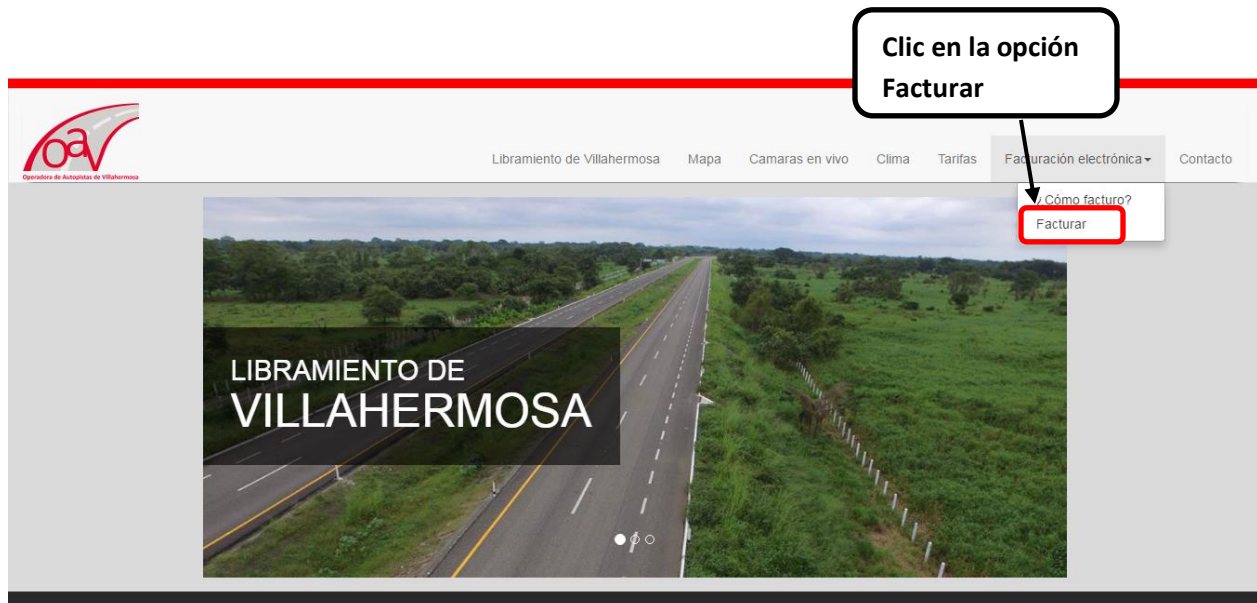 Clic en la opción
Facturar
oav
Operadora de Autopistas de Villahermosa
Libramiento de Villahermosa Mapa Camaras en vivo Clima Tarifas Facturación electrónica Contacto
¿Cómo facturo?
Facturar
LIBRAMIENTO DE
VILLAHERMOSA